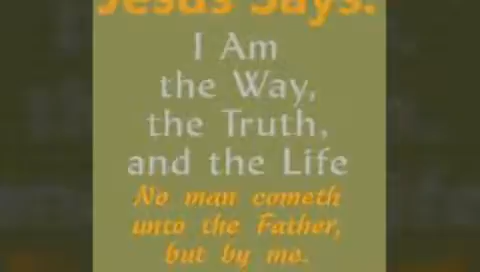 Jesus Says:
I Am
the Way,
the Truth,
and the Life
No man cometh
unto the Father,
but by me.